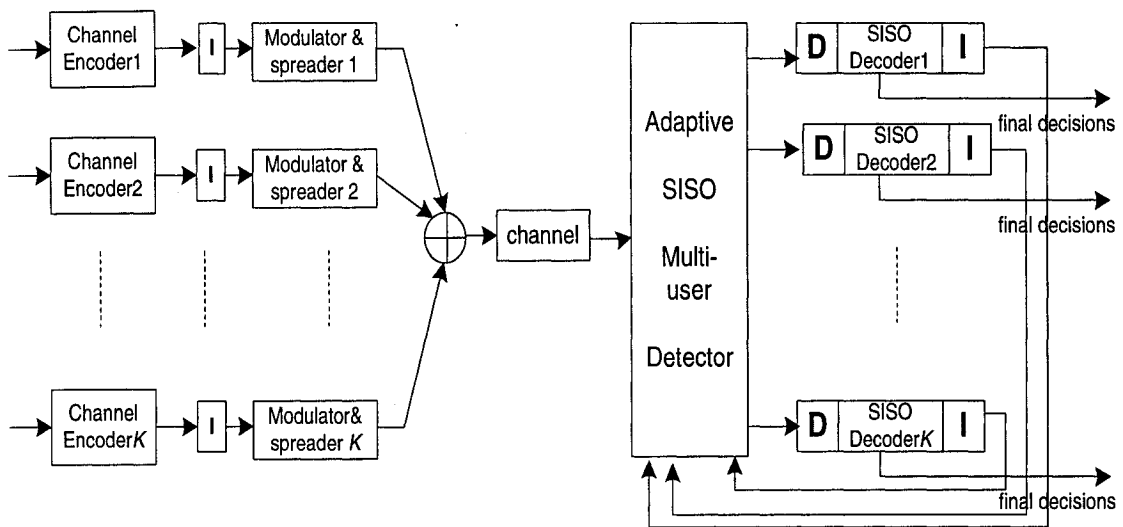 Channel
Encoder1
I
Modulator &
spreader 1
Channel
Encoder2
I
Modulator &
spreader 2
Channel
EncoderK
I
Modulator&
spreader K
channel
Adaptive
SISO
Multi-
user
Detector
D
SISO
Decoder1
I
final decisions
D
SISO
Decoder2
I
final decisions
D
SISO
DecoderK
I
final decisions